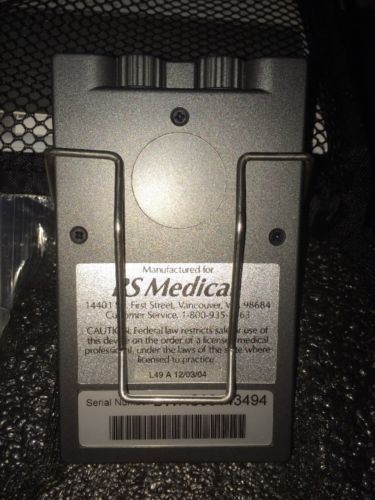 Manufactured for
RS Medical
14401 First Street, Vancouver, 98684
Customer Service, 1-800-935-
CAUTION: Federal law restricts sale or use of
this device on the order of a licensed medical
professional, under the laws of the state where
licensed to practice.
L49 A 12/03/04
Serial Number 3494